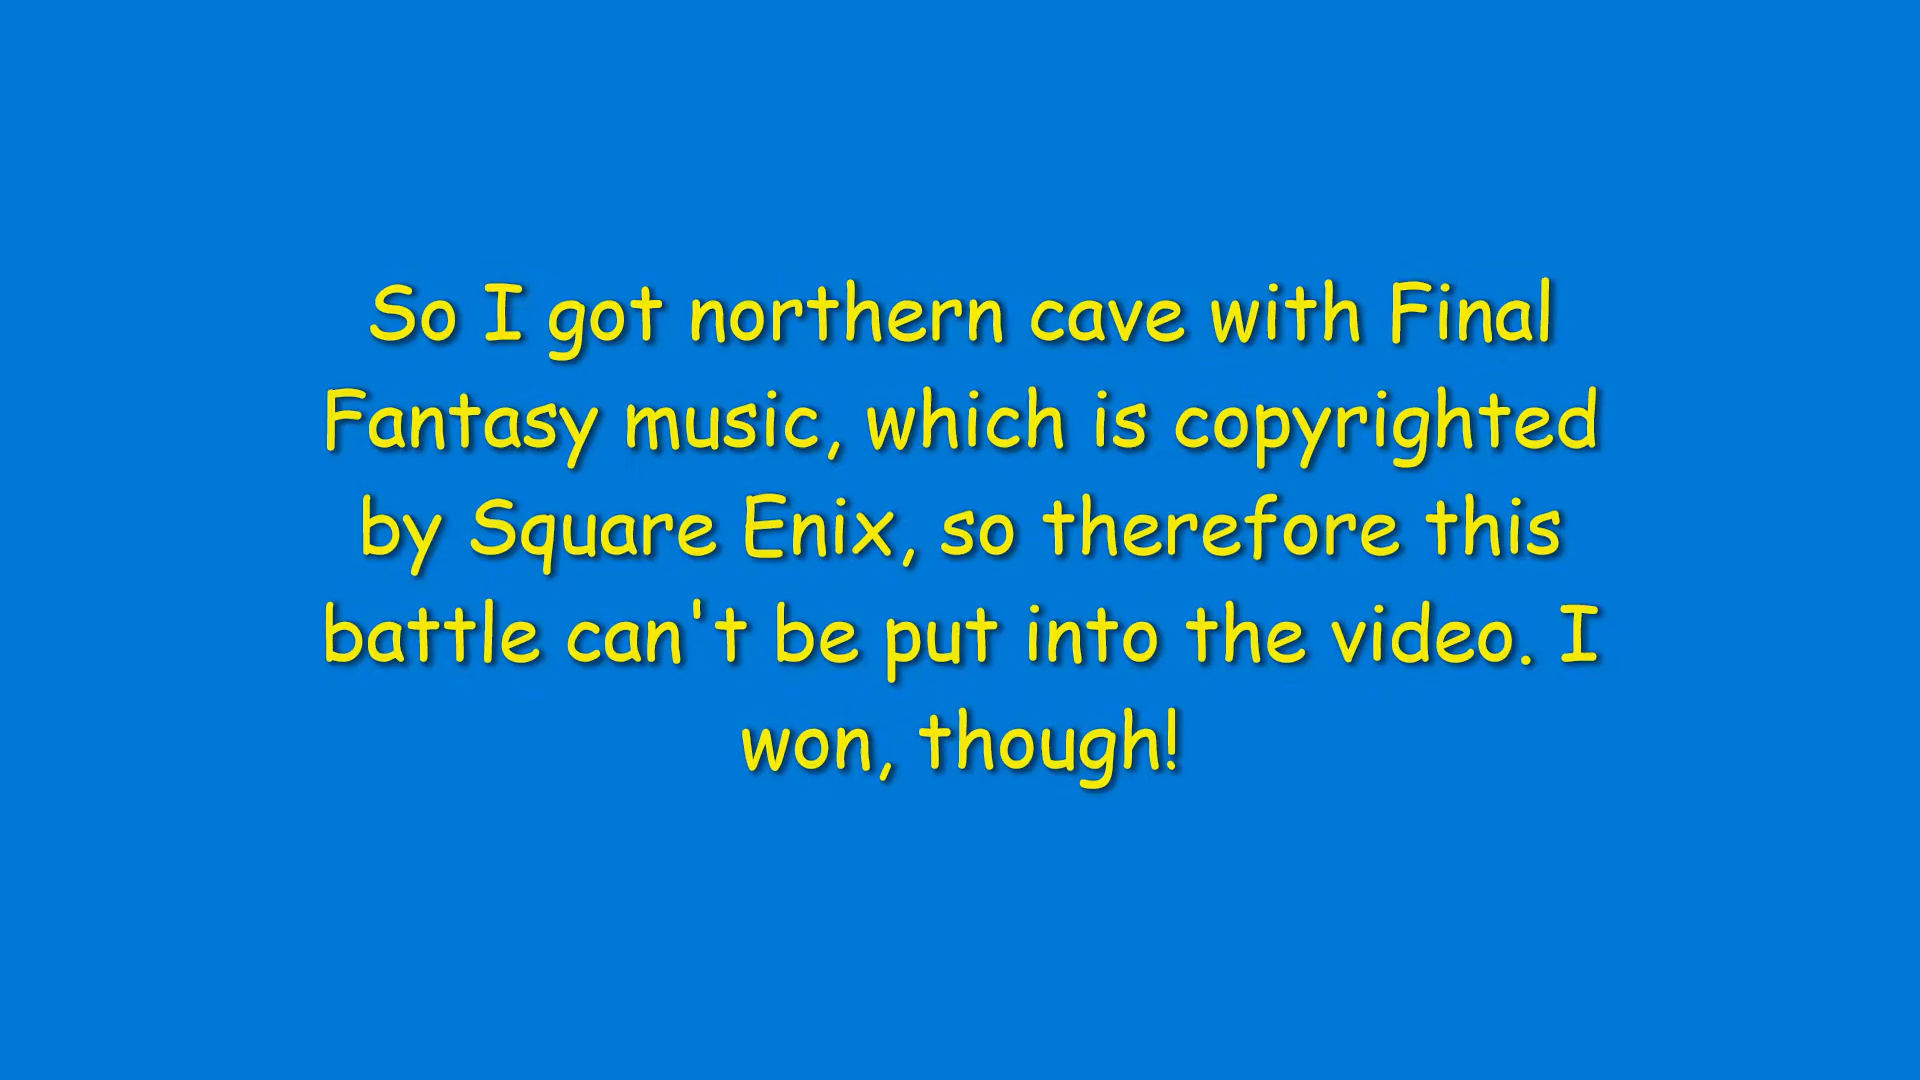 So I got northern cave with Final
Fantasy music, which is copyrighted
by Square Enix, so therefore this
battle can't be put into the video. I
won, though!